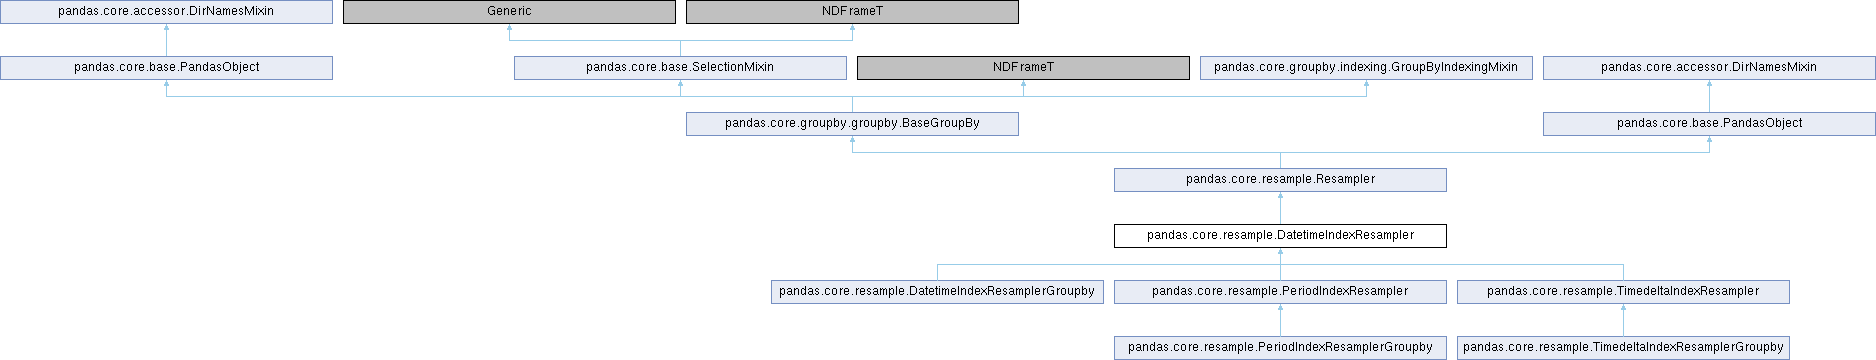 pandas.core.accessor.DirNamesMixin
Generic
NDFrameT
pandas.core.base.PandasObject
pandas.core.base.SelectionMixin
NDFrameT
pandas.core.groupby.indexing.GroupByIndexingMixin
pandas.core.accessor.DirNamesMixin
pandas.core.groupby.groupby.BaseGroupBy
pandas.core.base.PandasObject
pandas.core.resample.Resampler
pandas.core.resample.DatetimeIndexResampler
pandas.core.resample.DatetimeIndexResamplerGroupby
pandas.core.resample.PeriodIndexResampler
pandas.core.resample.TimedeltaIndexResampler
pandas.core.resample.PeriodIndexResamplerGroupby
pandas.core.resample.TimedeltaIndexResamplerGroupby